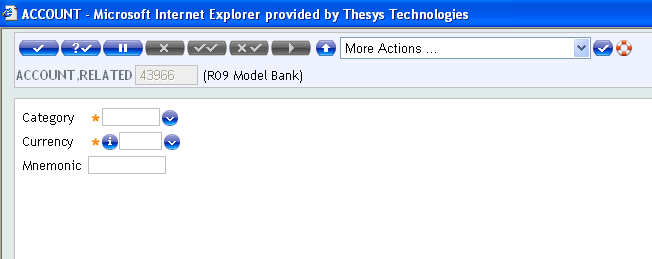 ACCOUNT - Microsoft Internet Explorer provided by Thesys Technologies
More Actions ...
ACCOUNT,RELATED 43966 (R09 Model Bank)
Category *
Currency *
Mnemonic